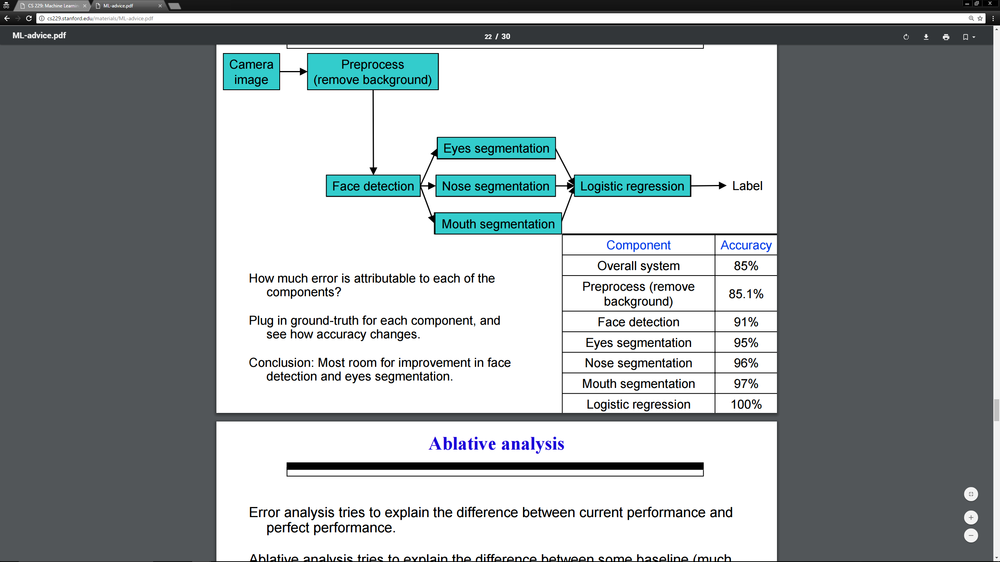 CS 229: Machine Learnin
ML-advice.pdf
cs229.stanford.edu/materials/ML-advice.pdf
ML-advice.pdf
22 / 30
Camera
image
Preprocess
(remove background)
Eyes segmentation
Face detection
Nose segmentation
Logistic regression
Label
Mouth segmentation
How much error is attributable to each of the
components?
Plug in ground-truth for each component, and
see how accuracy changes.
Conclusion: Most room for improvement in face
detection and eyes segmentation.
Component Accuracy
Overall system 85%
Preprocess (remove
background) 85.1%
Face detection 91%
Eyes segmentation 95%
Nose segmentation 96%
Mouth segmentation 97%
Logistic regression 100%
Ablative analysis
Error analysis tries to explain the difference between current performance and
perfect performance.
Ablative analysis tries to explain the difference between some baseline (much